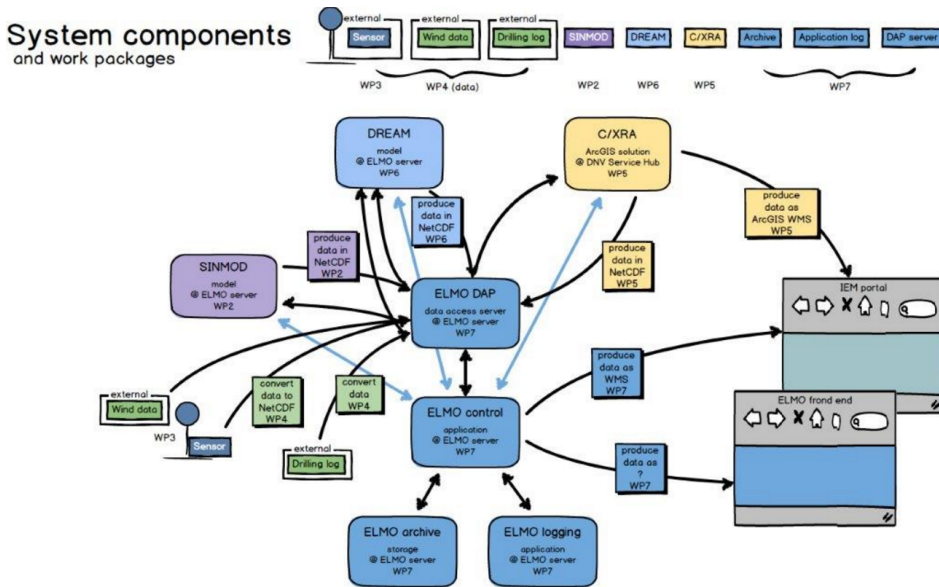 System components
and work packages
external
Sensor
external
Wind data
external
Drilling log
SINMOD
DREAM
C/XRA
Archive
Application log
DAP server
WP3
WP4 (data)
WP2
WP6
WP5
WP7
DREAM
model
@ ELMO server
WP6
C/XRA
ArcGIS solution
@ DNV Service Hub
WP5
produce
data as
ArcGIS WMS
WP5
produce
data in
NetCDF
WP6
produce
data in
NetCDF
WP2
produce
data in
NetCDF
WP5
SINMOD
model
@ ELMO server
WP2
ELMO DAP
data access server
@ ELMO server
WP7
IEM portal
produce
data as
WMS
WP7
convert
data to
NetCDF
WP4
convert
data
WP4
external
Wind data
WP3
Sensor
external
Drilling log
ELMO control
application
@ ELMO server
WP7
ELMO frond end
produce
data as
?
WP7
ELMO archive
storage
@ ELMO server
WP7
ELMO logging
application
@ ELMO server
WP7